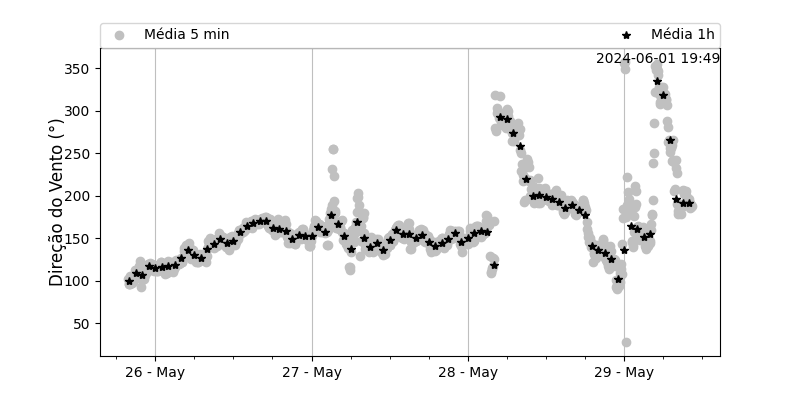 Média 5 min
Média 1h
2024-06-01 19:49
Direção do Vento (°)
350
300
250
200
150
100
50
26 - May
27 - May
28 - May
29 - May